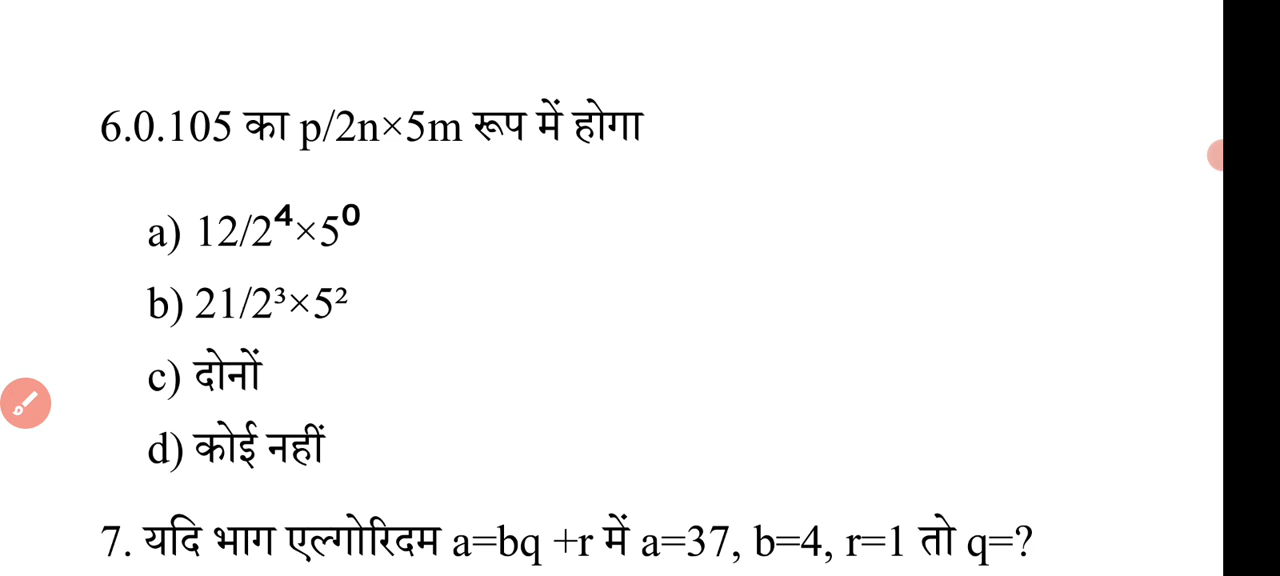 6.0.105 का p/2n×5m रूप में होगा
a) 12/2⁴×5⁰
b) 21/2³×5²
c) दोनों
d) कोई नहीं
7. यदि भाग एल्गोरिदम a=bq +r में a=37, b=4, r=1 तो q=?